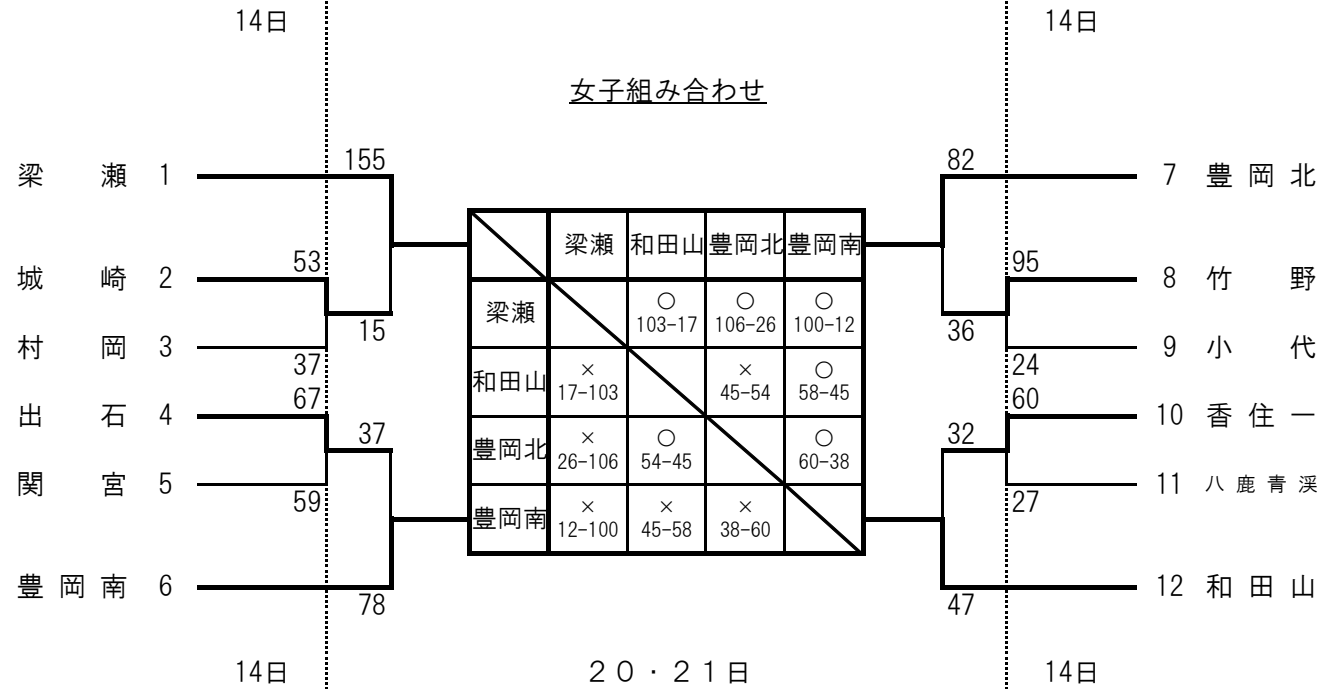 14日 14日
女子組み合わせ
155 82
梁瀬 1 7 豊岡北
梁瀬 和田山 豊岡北 豊岡南
53 95
城崎 2 8 竹野
梁瀬 ○ ○ ○
103-17 106-26 100-12
15 36
村岡 3 9 小代
37 24
和田山 × × ○
17-103 45-54 58-45
67 60
出石 4 10 香住一
37 32
豊岡北 × ○ ○
26-106 54-45 60-38
関宮 5 11 八鹿青渓
59 27
豊岡南 × × ×
12-100 45-58 38-60
豊岡南 6 12 和田山
78 47
14日 20・21日 14日